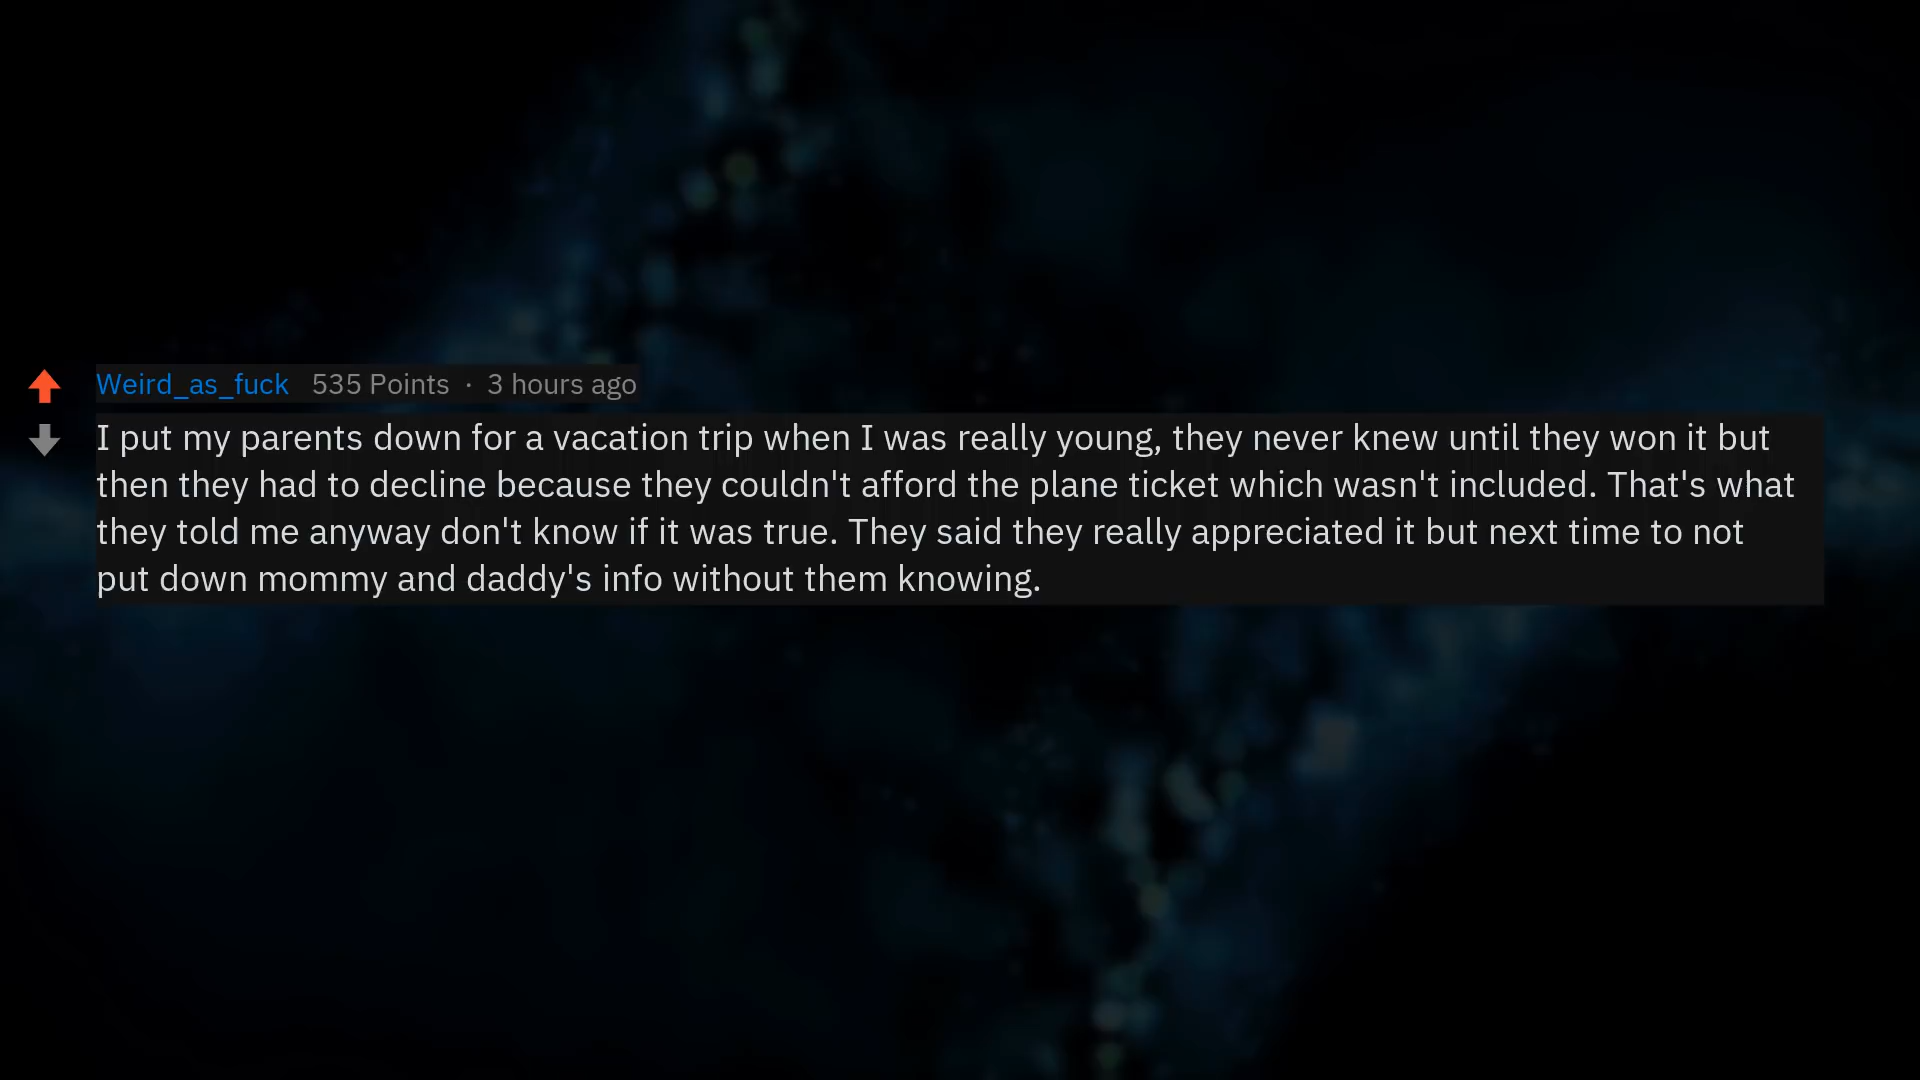 Weird_as_fuck 535 Points · 3 hours ago
I put my parents down for a vacation trip when I was really young, they never knew until they won it but
then they had to decline because they couldn't afford the plane ticket which wasn't included. That's what
they told me anyway don't know if it was true. They said they really appreciated it but next time to not
put down mommy and daddy's info without them knowing.